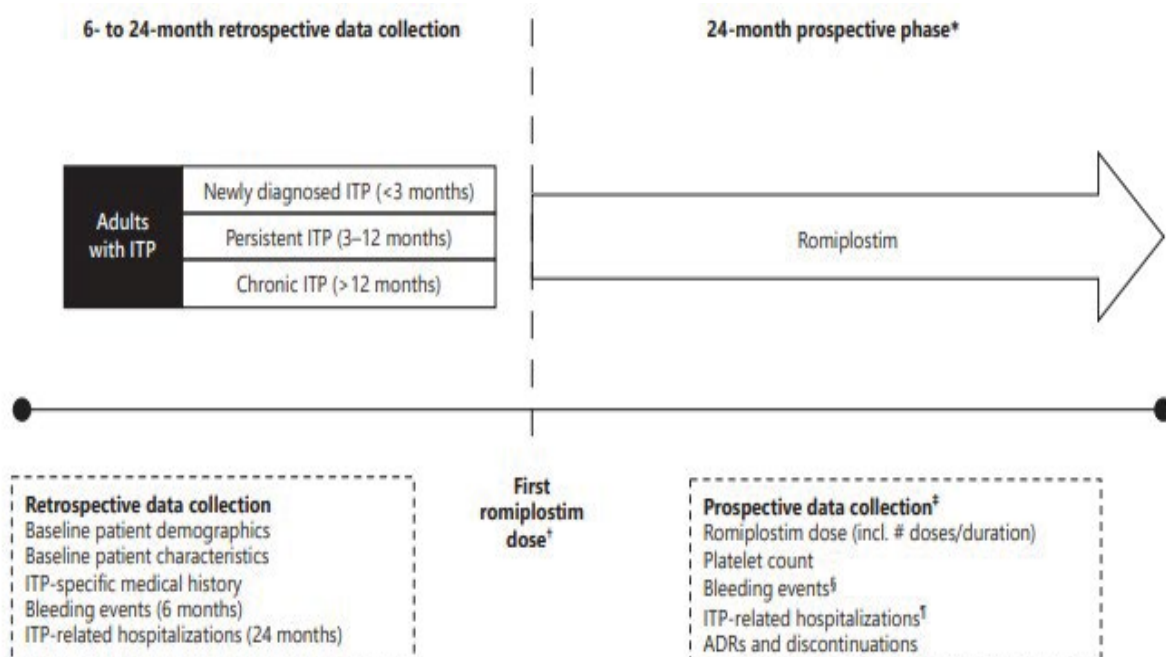 6- to 24-month retrospective data collection
24-month prospective phase*
Adults
with ITP
Newly diagnosed ITP (<3 months)
Persistent ITP (3–12 months)
Chronic ITP (>12 months)
Romiplostim
Retrospective data collection
Baseline patient demographics
Baseline patient characteristics
ITP-specific medical history
Bleeding events (6 months)
ITP-related hospitalizations (24 months)
First
romiplostim
dose†
Prospective data collection‡
Romiplostim dose (incl. # doses/duration)
Platelet count
Bleeding events§
ITP-related hospitalizations¶
ADRs and discontinuations